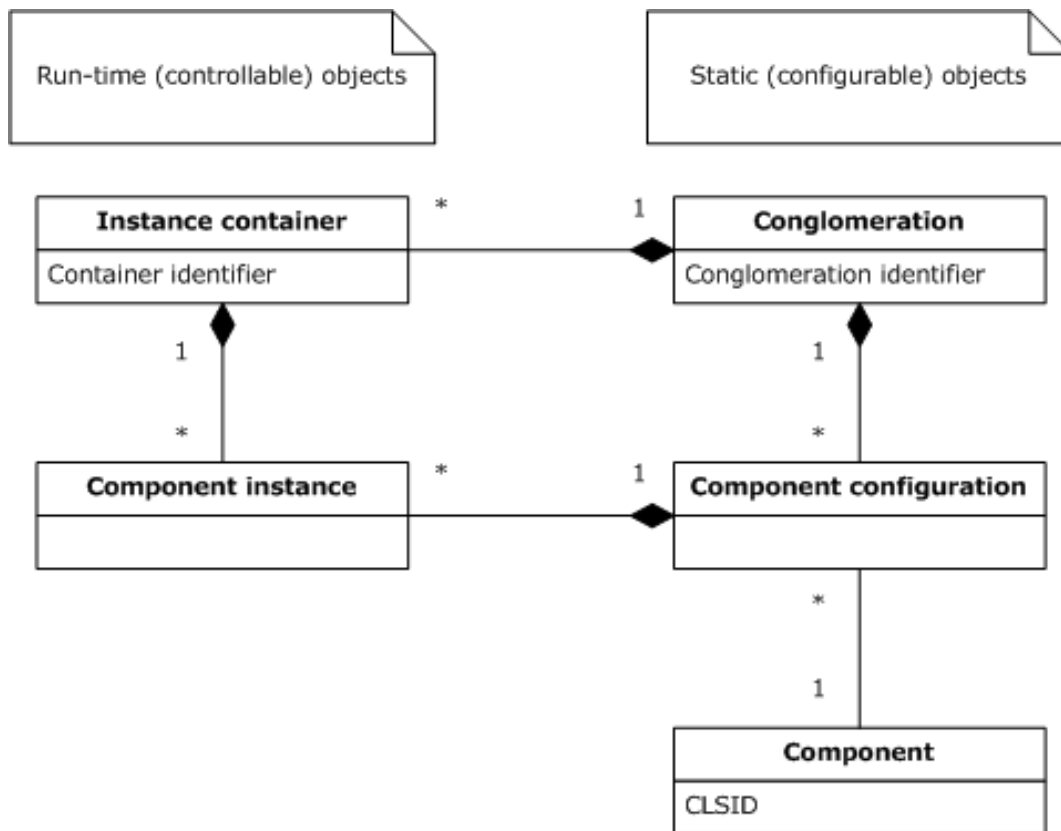 Run-time (controllable) objects
Static (configurable) objects
Instance container
* 1
Conglomeration
Container identifier
Conglomeration identifier
1
1
*
*
Component instance
* 1
Component configuration
*
1
Component
CLSID